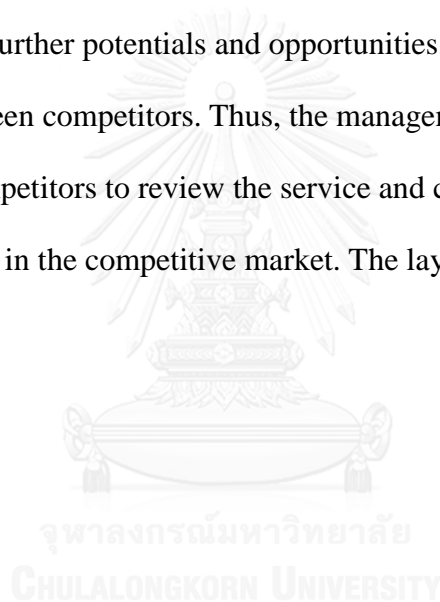 urther potentials and opportunities
een competitors. Thus, the manager
petitors to review the service and c
in the competitive market. The lay
จุฬาลงกรณ์มหาวิทยาลัย
CHULALONGKORN UNIVERSITY